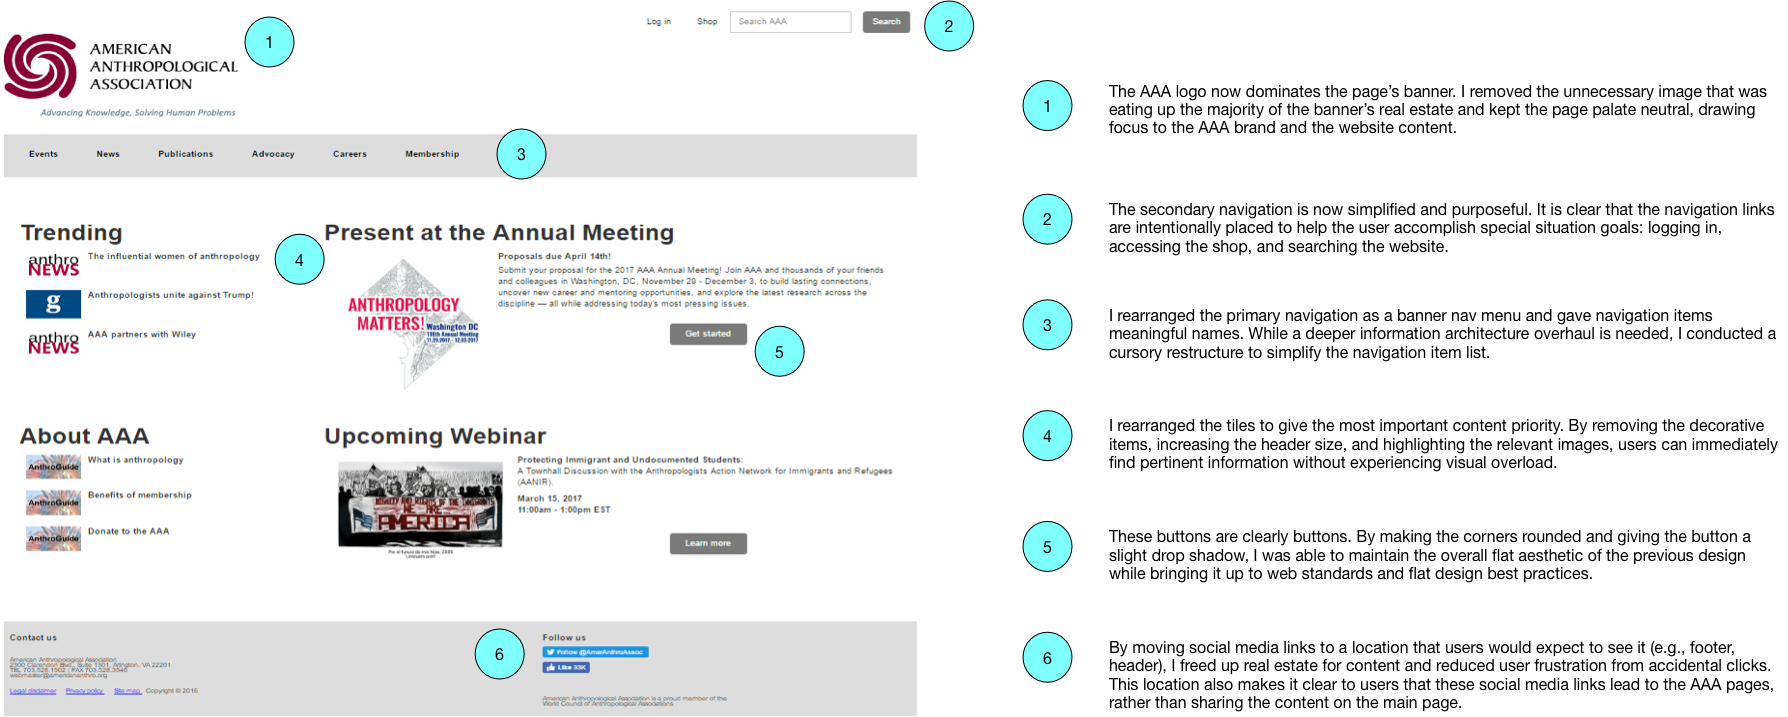 1
AMERICAN
ANTHROPOLOGICAL
ASSOCIATION
Advancing Knowledge, Solving Human Problems
Log in Shop Search AAA Search
2
Events News Publications Advocacy Careers Membership
3
Trending
anthro
NEWS
The influential women of anthropology
g
Anthropologists unite against Trump!
anthro
NEWS
AAA partners with Wiley
4
Present at the Annual Meeting
ANTHROPOLOGY
MATTERS!
Washington DC
116th Annual Meeting
11.29.2017 - 12.03.2017
Proposals due April 14th!
Submit your proposal for the 2017 AAA Annual Meeting! Join AAA and thousands of your friends
and colleagues in Washington, DC, November 29 - December 3, to build lasting connections,
uncover new career and mentoring opportunities, and explore the latest research across the
discipline — all while addressing today's most pressing issues.
Get started
5
About AAA
AnthroGuide
What is anthropology
AnthroGuide
Benefits of membership
AnthroGuide
Donate to the AAA
Upcoming Webinar
WE ARE
AMERICA
Por el futuro de mis hijos, 2006
Protecting Immigrant and Undocumented Students:
A Townhall Discussion with the Anthropologists Action Network for Immigrants and Refugees
(AANIR).
March 15, 2017
11:00am - 1:00pm EST
Learn more
Contact us
American Anthropological Association
2300 Clarendon Blvd., Suite 1301, Arlington, VA 22201
TEL 703.528.1902 | FAX 703.528.3546
webmaster@americananthro.org
Legal disclaimer Privacy policy Site map Copyright © 2016
6
Follow us
Follow @AmerAnthroAssoc
Like 33K
American Anthropological Association is a proud member of the
World Council of Anthropological Associations
1
The AAA logo now dominates the page's banner. I removed the unnecessary image that was
eating up the majority of the banner's real estate and kept the page palate neutral, drawing
focus to the AAA brand and the website content.
2
The secondary navigation is now simplified and purposeful. It is clear that the navigation links
are intentionally placed to help the user accomplish special situation goals: logging in,
accessing the shop, and searching the website.
3
I rearranged the primary navigation as a banner nav menu and gave navigation items
meaningful names. While a deeper information architecture overhaul is needed, I conducted a
cursory restructure to simplify the navigation item list.
4
I rearranged the tiles to give the most important content priority. By removing the decorative
items, increasing the header size, and highlighting the relevant images, users can immediately
find pertinent information without experiencing visual overload.
5
These buttons are clearly buttons. By making the corners rounded and giving the button a
slight drop shadow, I was able to maintain the overall flat aesthetic of the previous design
while bringing it up to web standards and flat design best practices.
6
By moving social media links to a location that users would expect to see it (e.g., footer,
header), I freed up real estate for content and reduced user frustration from accidental clicks.
This location also makes it clear to users that these social media links lead to the AAA pages,
rather than sharing the content on the main page.